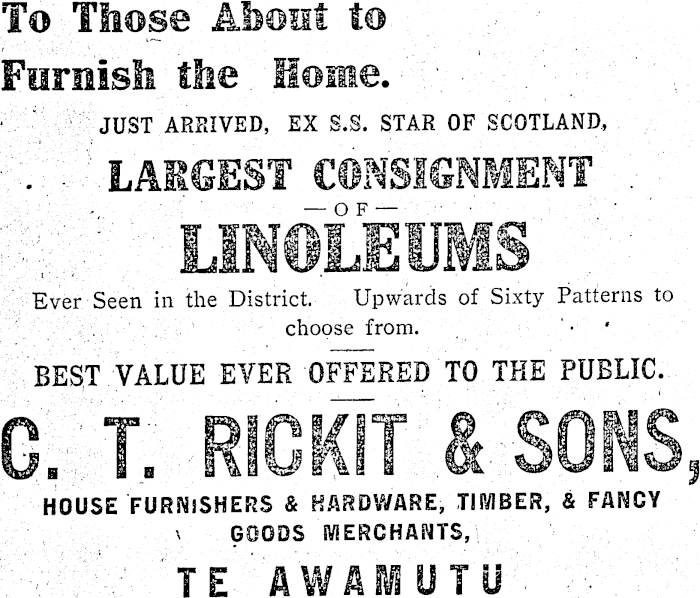 To Those About to
Furnish the Home.
JUST ARRIVED, EX S.S. STAR OF SCOTLAND,
LARGEST CONSIGNMENT
— OF —
LINOLEUMS
Ever Seen in the District. Upwards of Sixty Patterns to
choose from.
BEST VALUE EVER OFFERED TO THE PUBLIC.
C. T. RICKIT & SONS,
HOUSE FURNISHERS & HARDWARE, TIMBER, & FANCY
GOODS MERCHANTS,
TE AWAMUTU